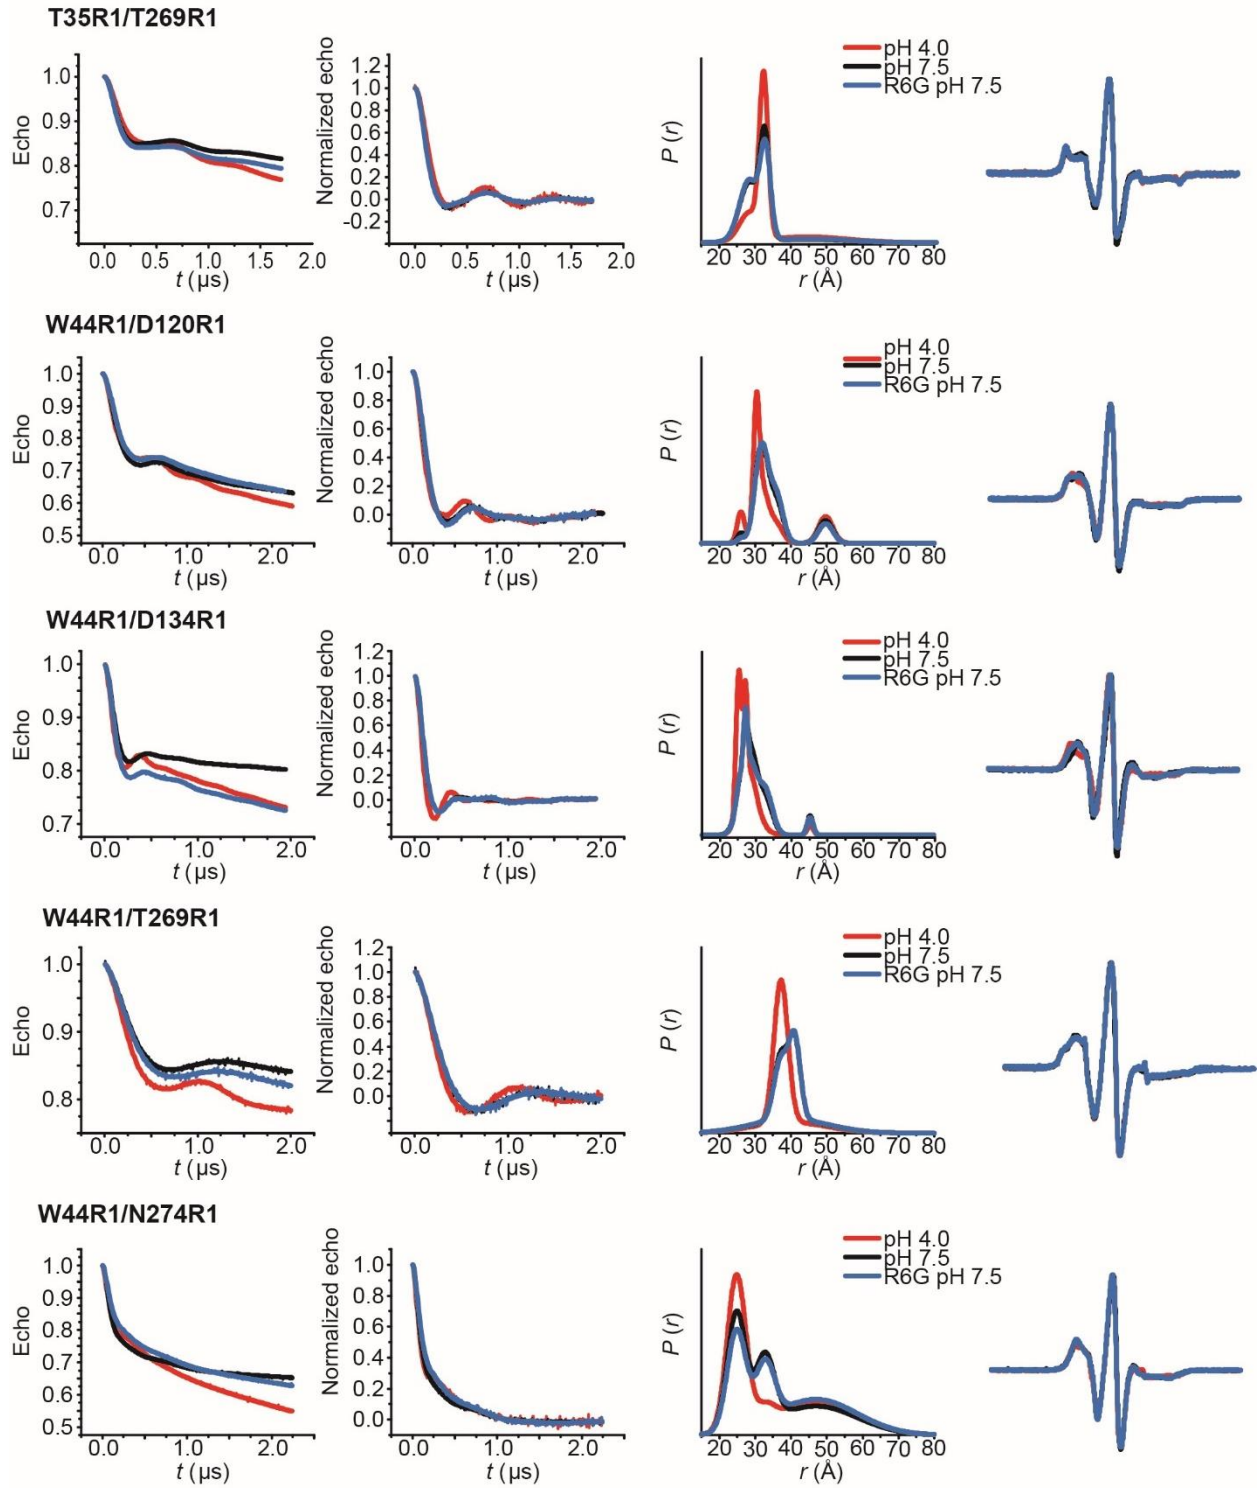 T35R1/T269R1
Echo
1.0
0.9
0.8
0.7
0.0 0.5 1.0 1.5 2.0
t (µs)
Normalized echo
1.2
1.0
0.8
0.6
0.4
0.2
0.0
-0.2
0.0 0.5 1.0 1.5 2.0
t (µs)
P (r)
pH 4.0
pH 7.5
R6G pH 7.5
20 30 40 50 60 70 80
r (Å)
W44R1/D120R1
Echo
1.0
0.9
0.8
0.7
0.6
0.5
0.0 1.0 2.0
t (µs)
Normalized echo
1.0
0.8
0.6
0.4
0.2
0.0
0.0 1.0 2.0
t (µs)
P (r)
pH 4.0
pH 7.5
R6G pH 7.5
20 30 40 50 60 70 80
r (Å)
W44R1/D134R1
Echo
1.0
0.9
0.8
0.7
0.0 1.0 2.0
t (µs)
Normalized echo
1.2
1.0
0.8
0.6
0.4
0.2
0.0
0.0 1.0 2.0
t (µs)
P (r)
pH 4.0
pH 7.5
R6G pH 7.5
20 30 40 50 60 70 80
r (Å)
W44R1/T269R1
Echo
1.0
0.9
0.8
0.0 1.0 2.0
t (µs)
Normalized echo
1.2
1.0
0.8
0.6
0.4
0.2
0.0
0.0 1.0 2.0
t (µs)
P (r)
pH 4.0
pH 7.5
R6G pH 7.5
20 30 40 50 60 70 80
r (Å)
W44R1/N274R1
Echo
1.0
0.9
0.8
0.7
0.6
0.5
0.0 1.0 2.0
t (µs)
Normalized echo
1.0
0.8
0.6
0.4
0.2
0.0
0.0 1.0 2.0
t (µs)
P (r)
pH 4.0
pH 7.5
R6G pH 7.5
20 30 40 50 60 70 80
r (Å)